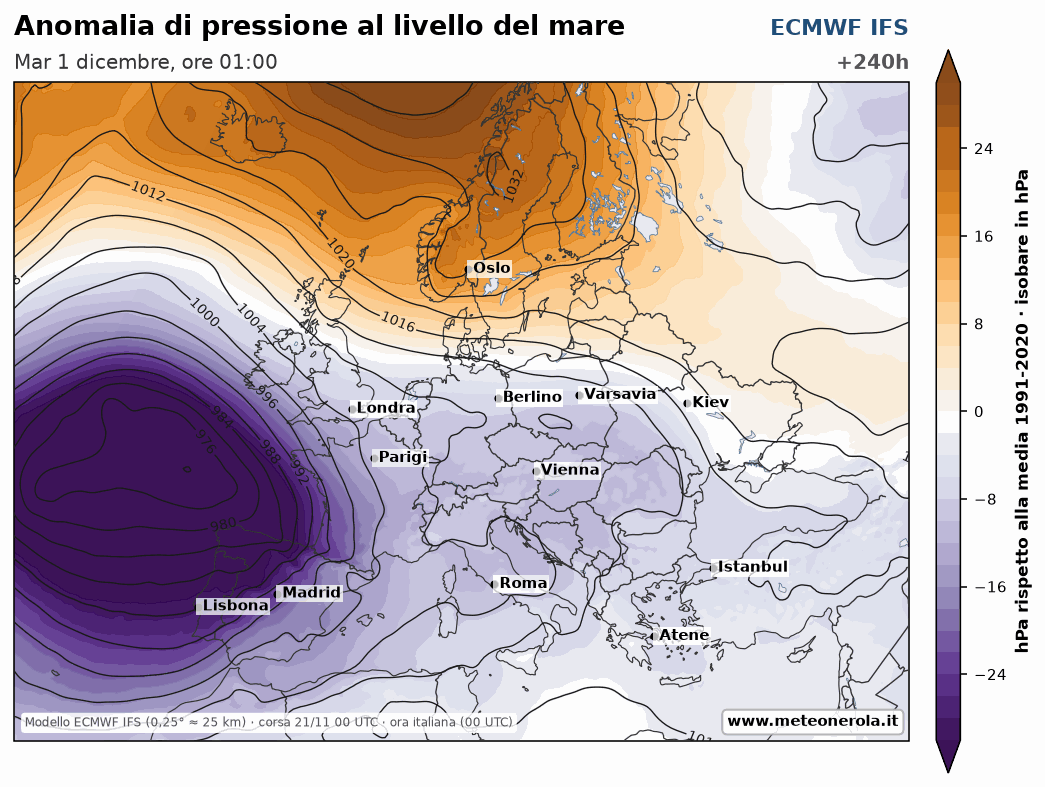 Anomalia di pressione al livello del mare
ECMWF IFS
Mar 1 dicembre, ore 01:00
+240h
1012
1032
1020
Oslo
1000
1004
1016
996
Berlino
Varsavia
Kiev
Londra
984
976
988
992
Parigi
Vienna
980
Madrid
Lisbona
Roma
Istanbul
Atene
24
16
8
0
−8
−16
−24
hPa rispetto alla media 1991-2020 · isobare in hPa
Modello ECMWF IFS (0,25° ≈ 25 km) · corsa 21/11 00 UTC · ora italiana (00 UTC)
www.meteonerola.it